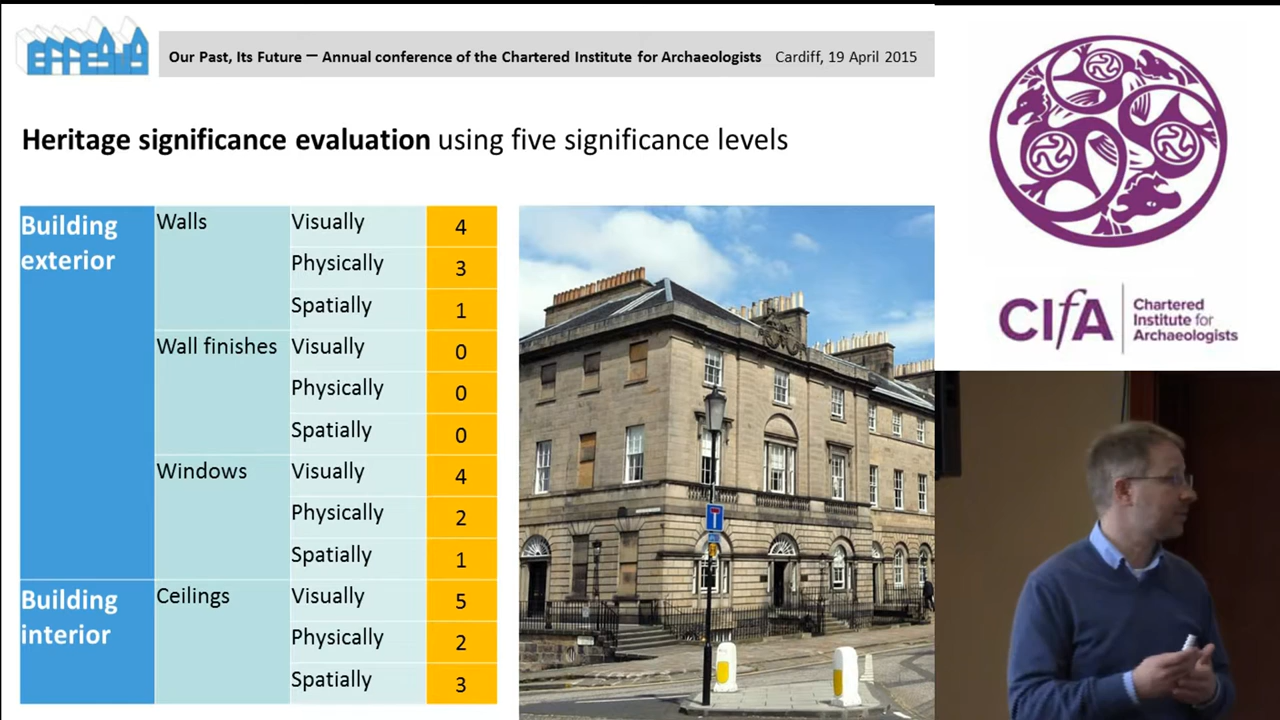 EFFESUS
Our Past, Its Future — Annual conference of the Chartered Institute for Archaeologists Cardiff, 19 April 2015
Heritage significance evaluation using five significance levels
Building exterior
Walls
Visually 4
Physically 3
Spatially 1
Wall finishes
Visually 0
Physically 0
Spatially 0
Windows
Visually 4
Physically 2
Spatially 1
Building interior
Ceilings
Visually 5
Physically 2
Spatially 3
CIfA
Chartered
Institute for
Archaeologists